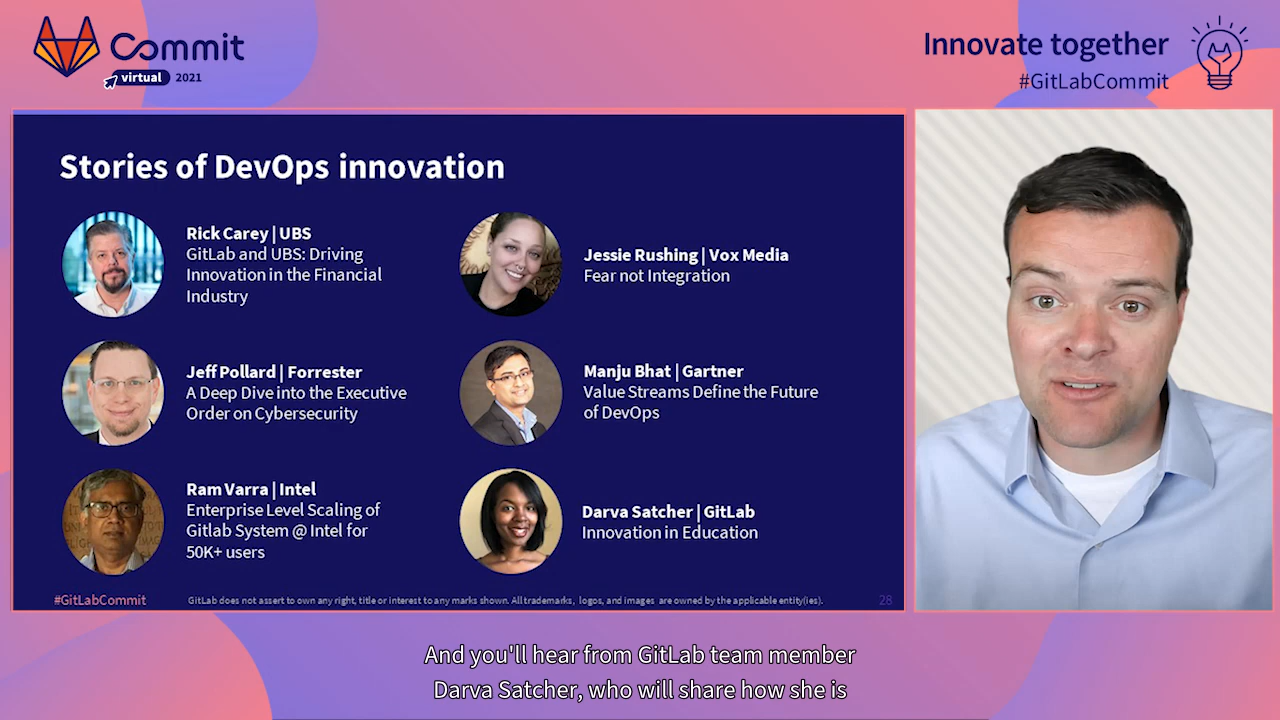 Commit
virtual 2021
Innovate together
#GitLabCommit
Stories of DevOps innovation
Rick Carey | UBS
GitLab and UBS: Driving
Innovation in the Financial
Industry
Jeff Pollard | Forrester
A Deep Dive into the Executive
Order on Cybersecurity
Ram Varra | Intel
Enterprise Level Scaling of
Gitlab System @ Intel for
50K+ users
Jessie Rushing | Vox Media
Fear not Integration
Manju Bhat | Gartner
Value Streams Define the Future
of DevOps
Darva Satcher | GitLab
Innovation in Education
#GitLabCommit
GitLab does not assert to own any right, title or interest to any marks shown. All trademarks, logos, and images are owned by the applicable entity(ies).
28
And you'll hear from GitLab team member
Darva Satcher, who will share how she is